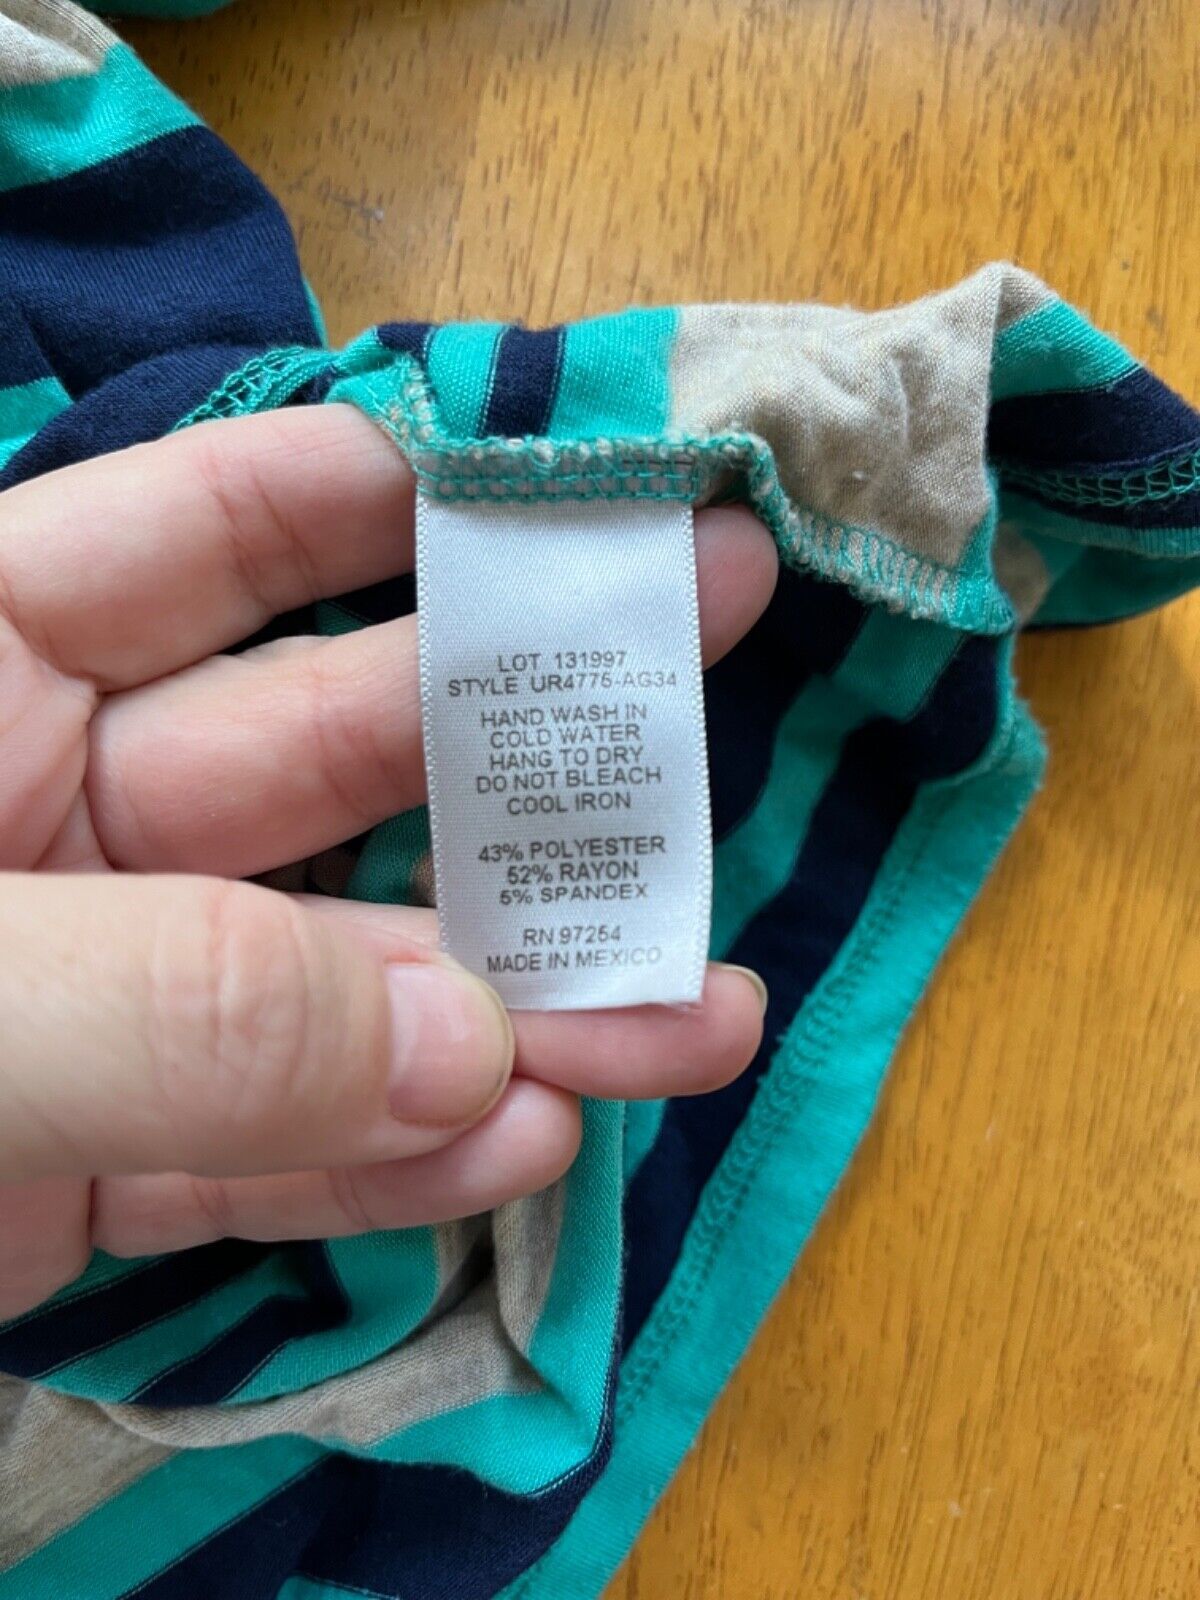 LOT 131997
STYLE UR4775-AG34
HAND WASH IN
COLD WATER
HANG TO DRY
DO NOT BLEACH
COOL IRON
43% POLYESTER
52% RAYON
5% SPANDEX
RN 97254
MADE IN MEXICO